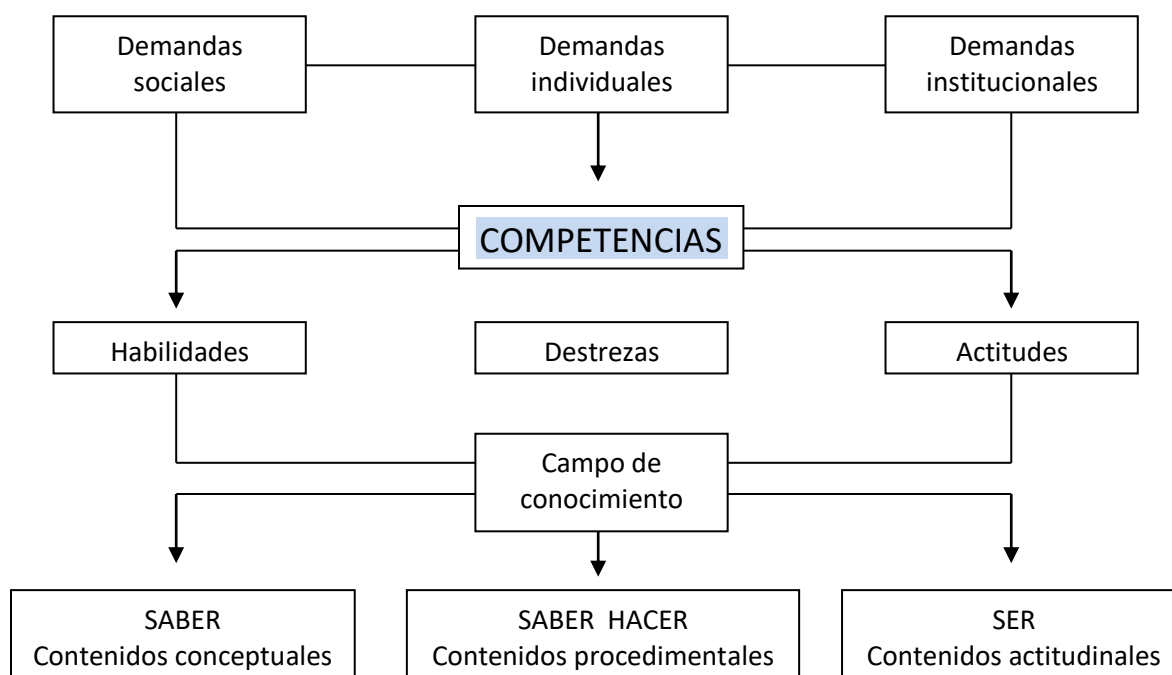 Demandas
sociales
Demandas
individuales
Demandas
institucionales
COMPETENCIAS
Habilidades
Destrezas
Actitudes
Campo de
conocimiento
SABER
Contenidos conceptuales
SABER HACER
Contenidos procedimentales
SER
Contenidos actitudinales